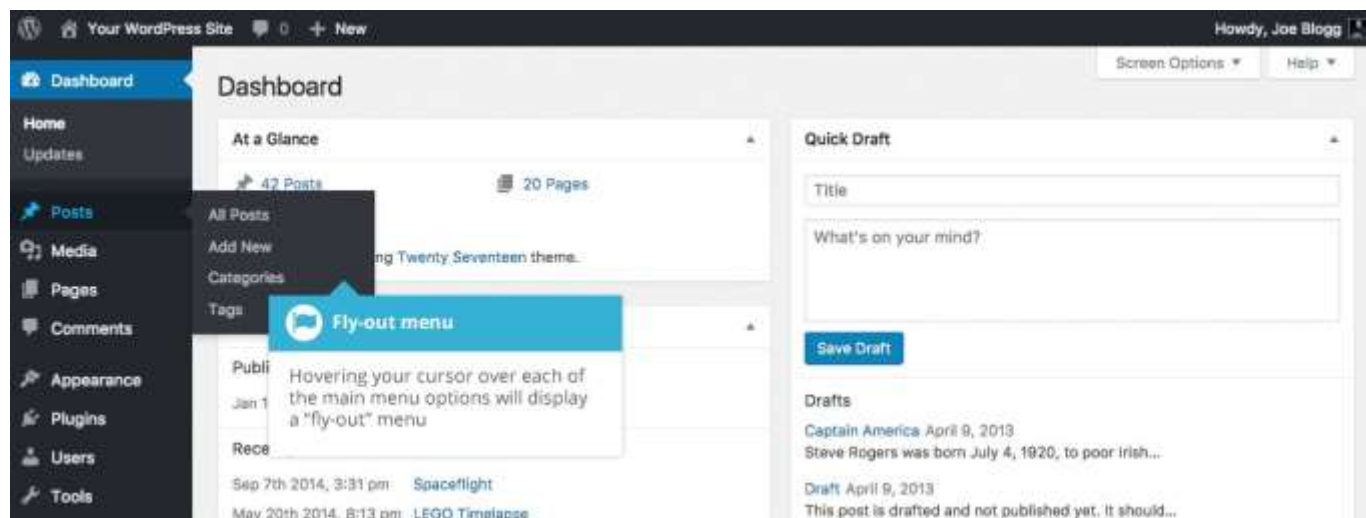 Your WordPress Site 0 + New
Howdy, Joe Blogg
Dashboard
Home
Updates
Posts
Media
Pages
Comments
Appearance
Plugins
Users
Tools
Screen Options ▼
Help ▼
Dashboard
At a Glance
42 Posts
20 Pages
ng Twenty Seventeen theme.
All Posts
Add New
Categories
Tags
Fly-out menu
Hovering your cursor over each of
the main menu options will display
a "fly-out" menu
Publi
Jan 1
Rece
Sep 7th 2014, 3:31 pm Spaceflight
May 20th 2014, 8:13 pm LEGO Timelapse
Quick Draft
Title
What's on your mind?
Save Draft
Drafts
Captain America April 9, 2013
Steve Rogers was born July 4, 1920, to poor Irish...
Draft April 9, 2013
This post is drafted and not published yet. It should...